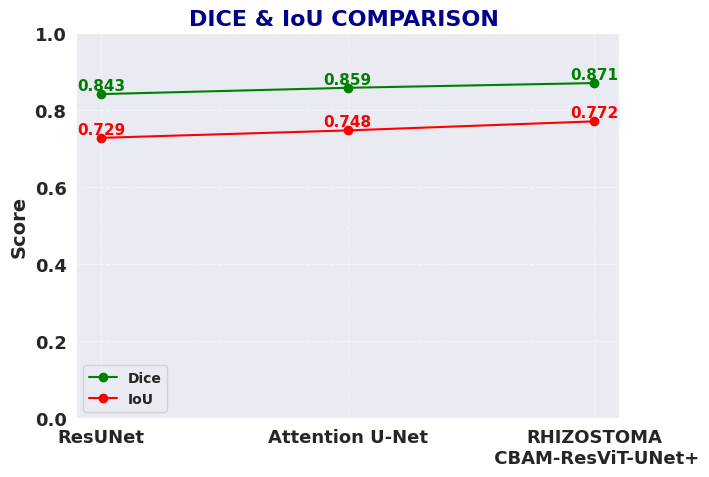 DICE & IoU COMPARISON
Score
1.0
0.8
0.6
0.4
0.2
0.0
0.843
0.859
0.871
0.729
0.748
0.772
Dice
IoU
ResUNet
Attention U-Net
RHIZOSTOMA
CBAM-ResViT-UNet+